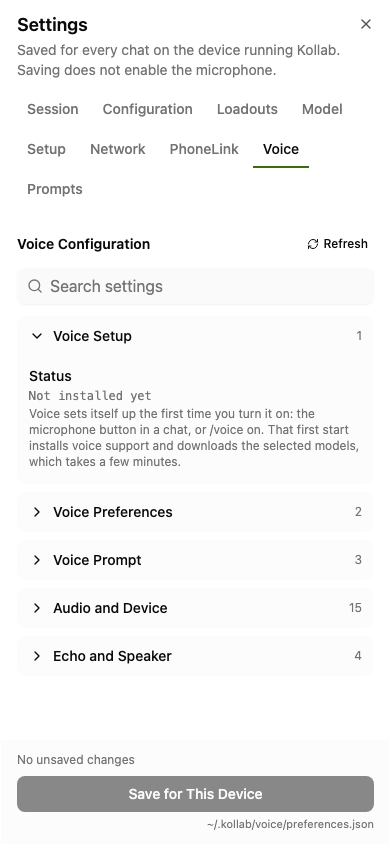 Settings
Saved for every chat on the device running Kollab.
Saving does not enable the microphone.
Session Configuration Loadouts Model
Setup Network PhoneLink Voice
Prompts
Voice Configuration Refresh
Search settings
Voice Setup 1
Status
Not installed yet
Voice sets itself up the first time you turn it on: the
microphone button in a chat, or /voice on. That first start
installs voice support and downloads the selected models,
which takes a few minutes.
Voice Preferences 2
Voice Prompt 3
Audio and Device 15
Echo and Speaker 4
No unsaved changes
Save for This Device
~/.kollab/voice/preferences.json